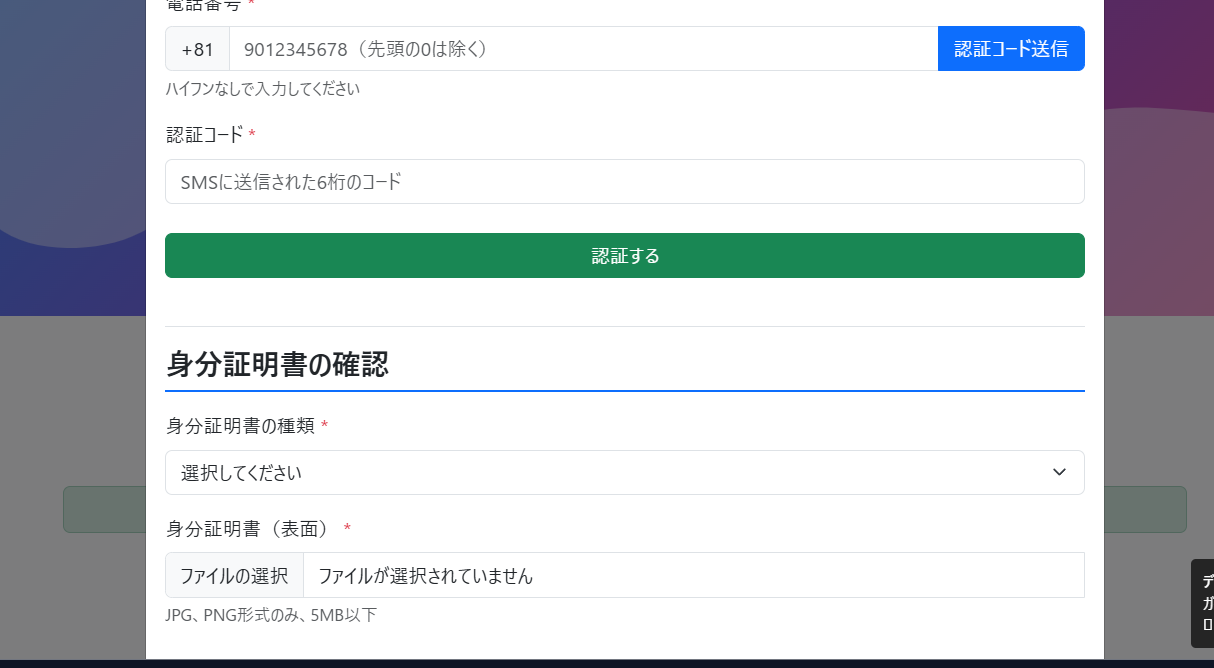 電話番号 *
+81
9012345678（先頭の0は除く）
認証コード送信
ハイフンなしで入力してください
認証コード *
SMSに送信された6桁のコード
認証する
身分証明書の確認
身分証明書の種類 *
選択してください
身分証明書（表面） *
ファイルの選択
ファイルが選択されていません
JPG、PNG形式のみ、5MB以下
デ
ガ